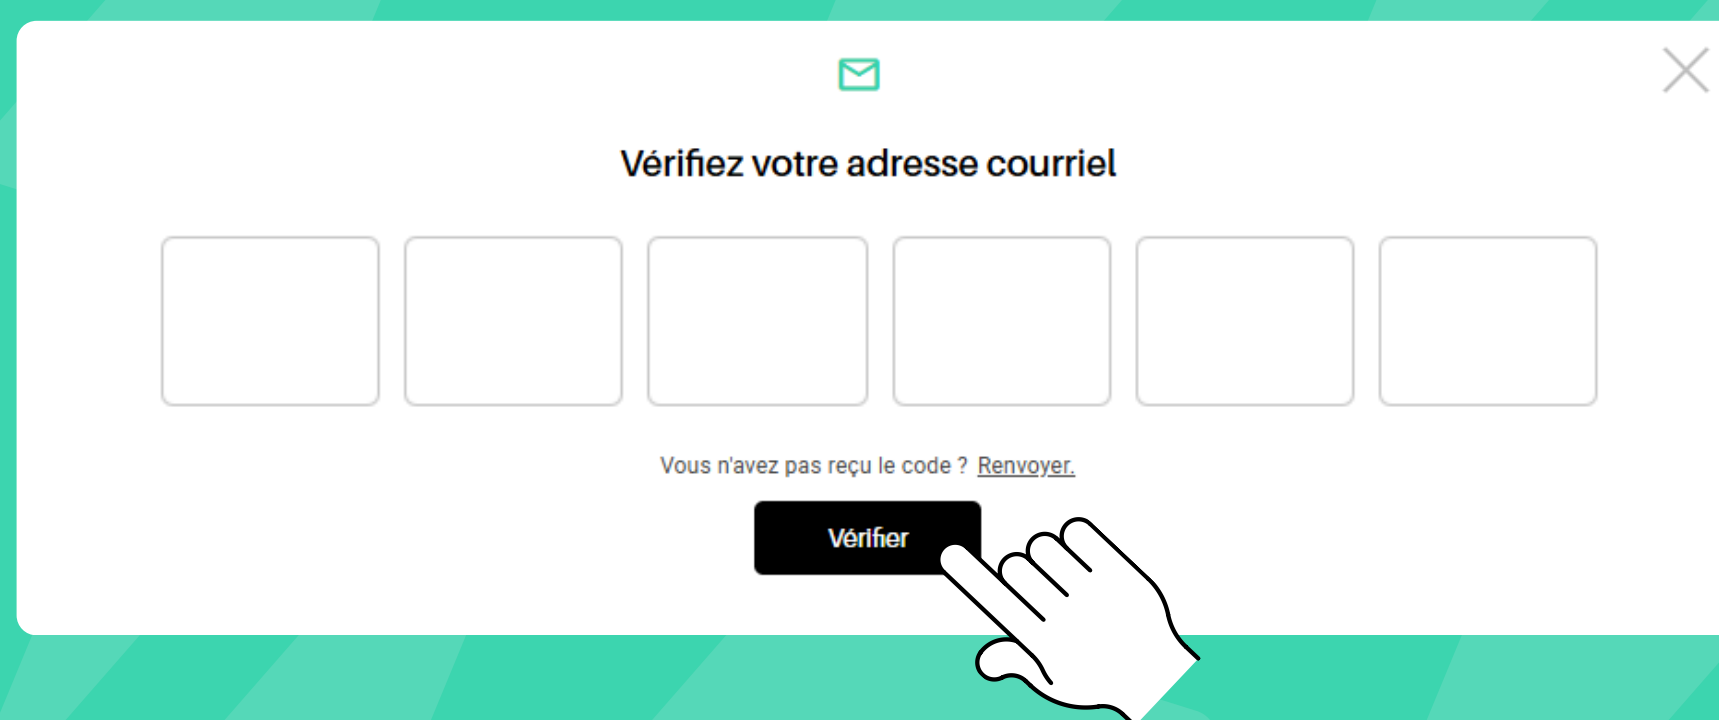 Vérifiez votre adresse courriel
Vous n'avez pas reçu le code ? Renvoyer.
Vérifier